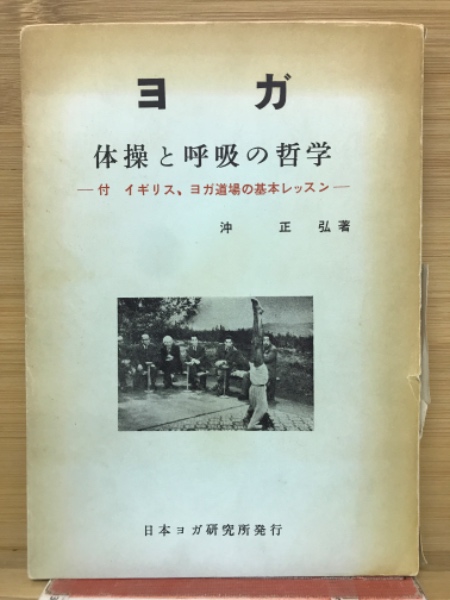 ヨガ
体操と呼吸の哲学
―付 イギリス、ヨガ道場の基本レッスン―
沖 正弘著
日本ヨガ研究所発行